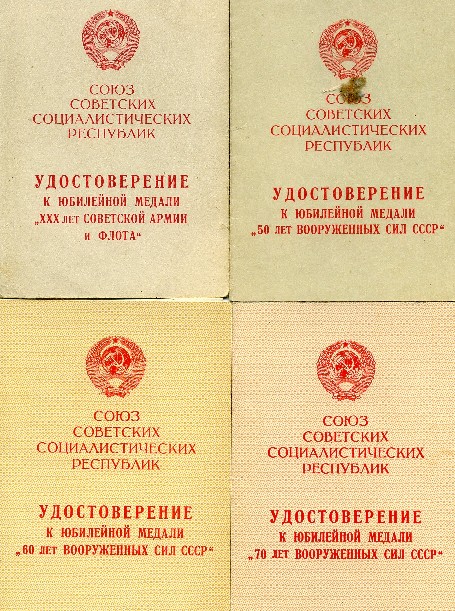 СОЮЗ
СОВЕТСКИХ
СОЦИАЛИСТИЧЕСКИХ
РЕСПУБЛИК
УДОСТОВЕРЕНИЕ
К ЮБИЛЕЙНОЙ МЕДАЛИ
„XXX ЛЕТ СОВЕТСКОЙ АРМИИ
И ФЛОТА“
СОЮЗ
СОВЕТСКИХ
СОЦИАЛИСТИЧЕСКИХ
РЕСПУБЛИК
УДОСТОВЕРЕНИЕ
К ЮБИЛЕЙНОЙ МЕДАЛИ
„50 ЛЕТ ВООРУЖЕННЫХ СИЛ СССР“
СОЮЗ
СОВЕТСКИХ
СОЦИАЛИСТИЧЕСКИХ
РЕСПУБЛИК
УДОСТОВЕРЕНИЕ
К ЮБИЛЕЙНОЙ МЕДАЛИ
„60 ЛЕТ ВООРУЖЕННЫХ СИЛ СССР“
СОЮЗ
СОВЕТСКИХ
СОЦИАЛИСТИЧЕСКИХ
РЕСПУБЛИК
УДОСТОВЕРЕНИЕ
К ЮБИЛЕЙНОЙ МЕДАЛИ
„70 ЛЕТ ВООРУЖЕННЫХ СИЛ СССР“